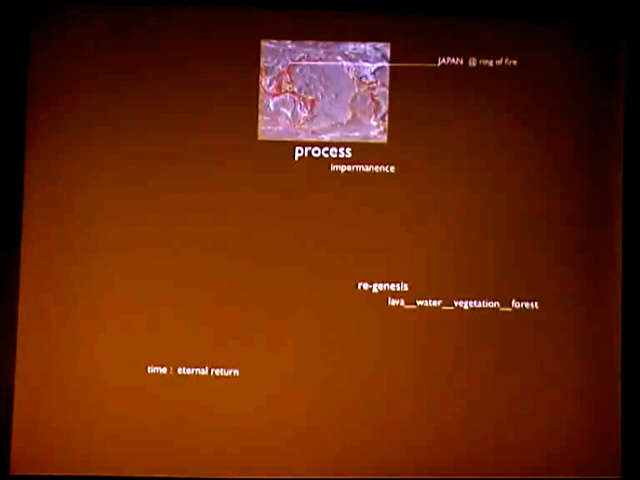 JAPAN @ ring of fire
process
impermanence
re-genesis
lava__water__vegetation__forest
time : eternal return